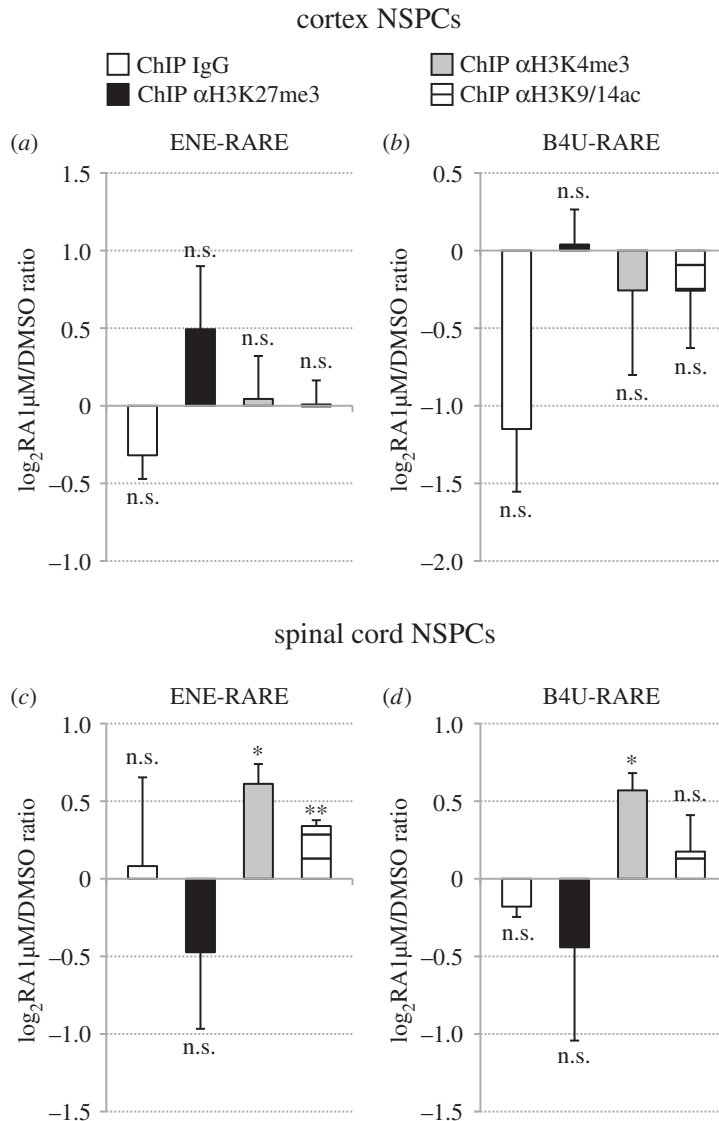 cortex NSPCs
ChIP IgG
ChIP αH3K4me3
ChIP αH3K27me3
ChIP αH3K9/14ac
(a) ENE-RARE
1.5
1.0
0.5
0
−0.5
−1.0
log2RA1μM/DMSO ratio
n.s.
n.s.
n.s.
n.s.
(b) B4U-RARE
0.5
0
−0.5
−1.0
−1.5
−2.0
log2RA1μM/DMSO ratio
n.s.
n.s.
n.s.
n.s.
spinal cord NSPCs
(c) ENE-RARE
1.0
0.5
0
−0.5
−1.0
−1.5
log2RA1μM/DMSO ratio
n.s.
n.s.
*
**
(d) B4U-RARE
1.0
0.5
0
−0.5
−1.0
−1.5
log2RA1μM/DMSO ratio
n.s.
n.s.
*
n.s.